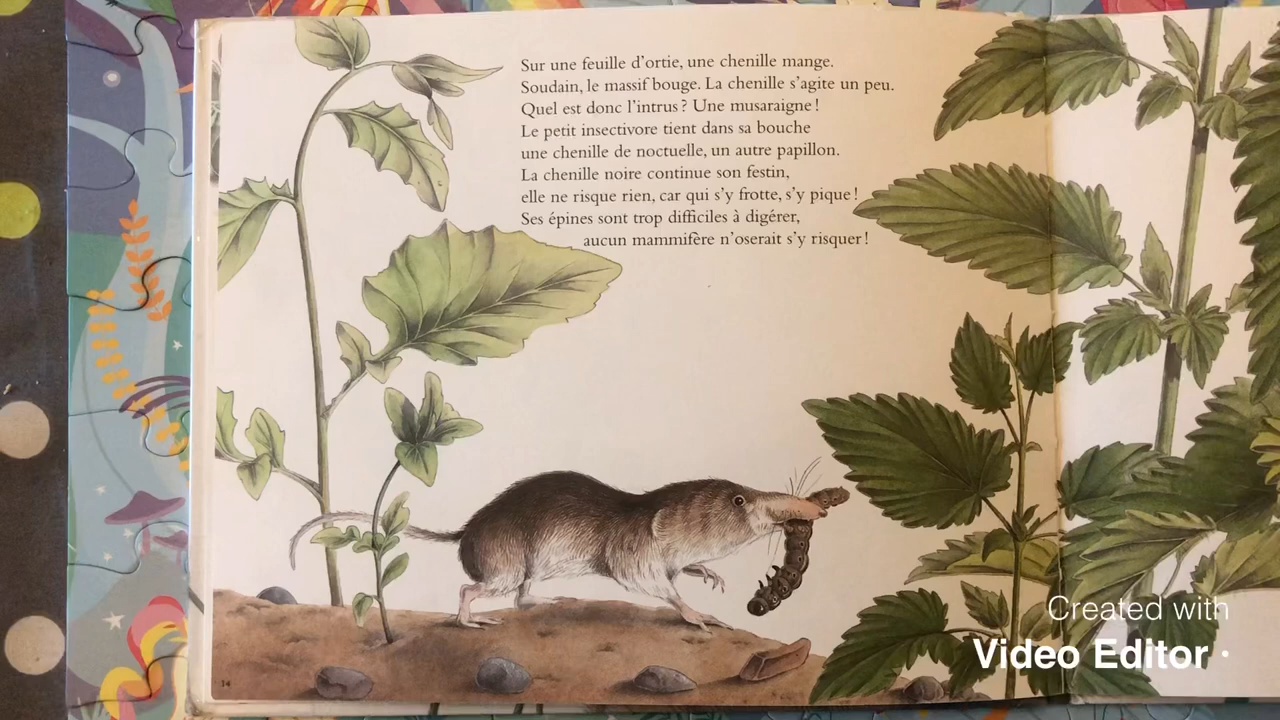 Sur une feuille d'ortie, une chenille mange.
Soudain, le massif bouge. La chenille s'agite un peu.
Quel est donc l'intrus ? Une musaraigne !
Le petit insectivore tient dans sa bouche
une chenille de noctuelle, un autre papillon.
La chenille noire continue son festin,
elle ne risque rien, car qui s'y frotte, s'y pique !
Ses épines sont trop difficiles à digérer,
aucun mammifère n'oserait s'y risquer !
14
Created with
Video Editor